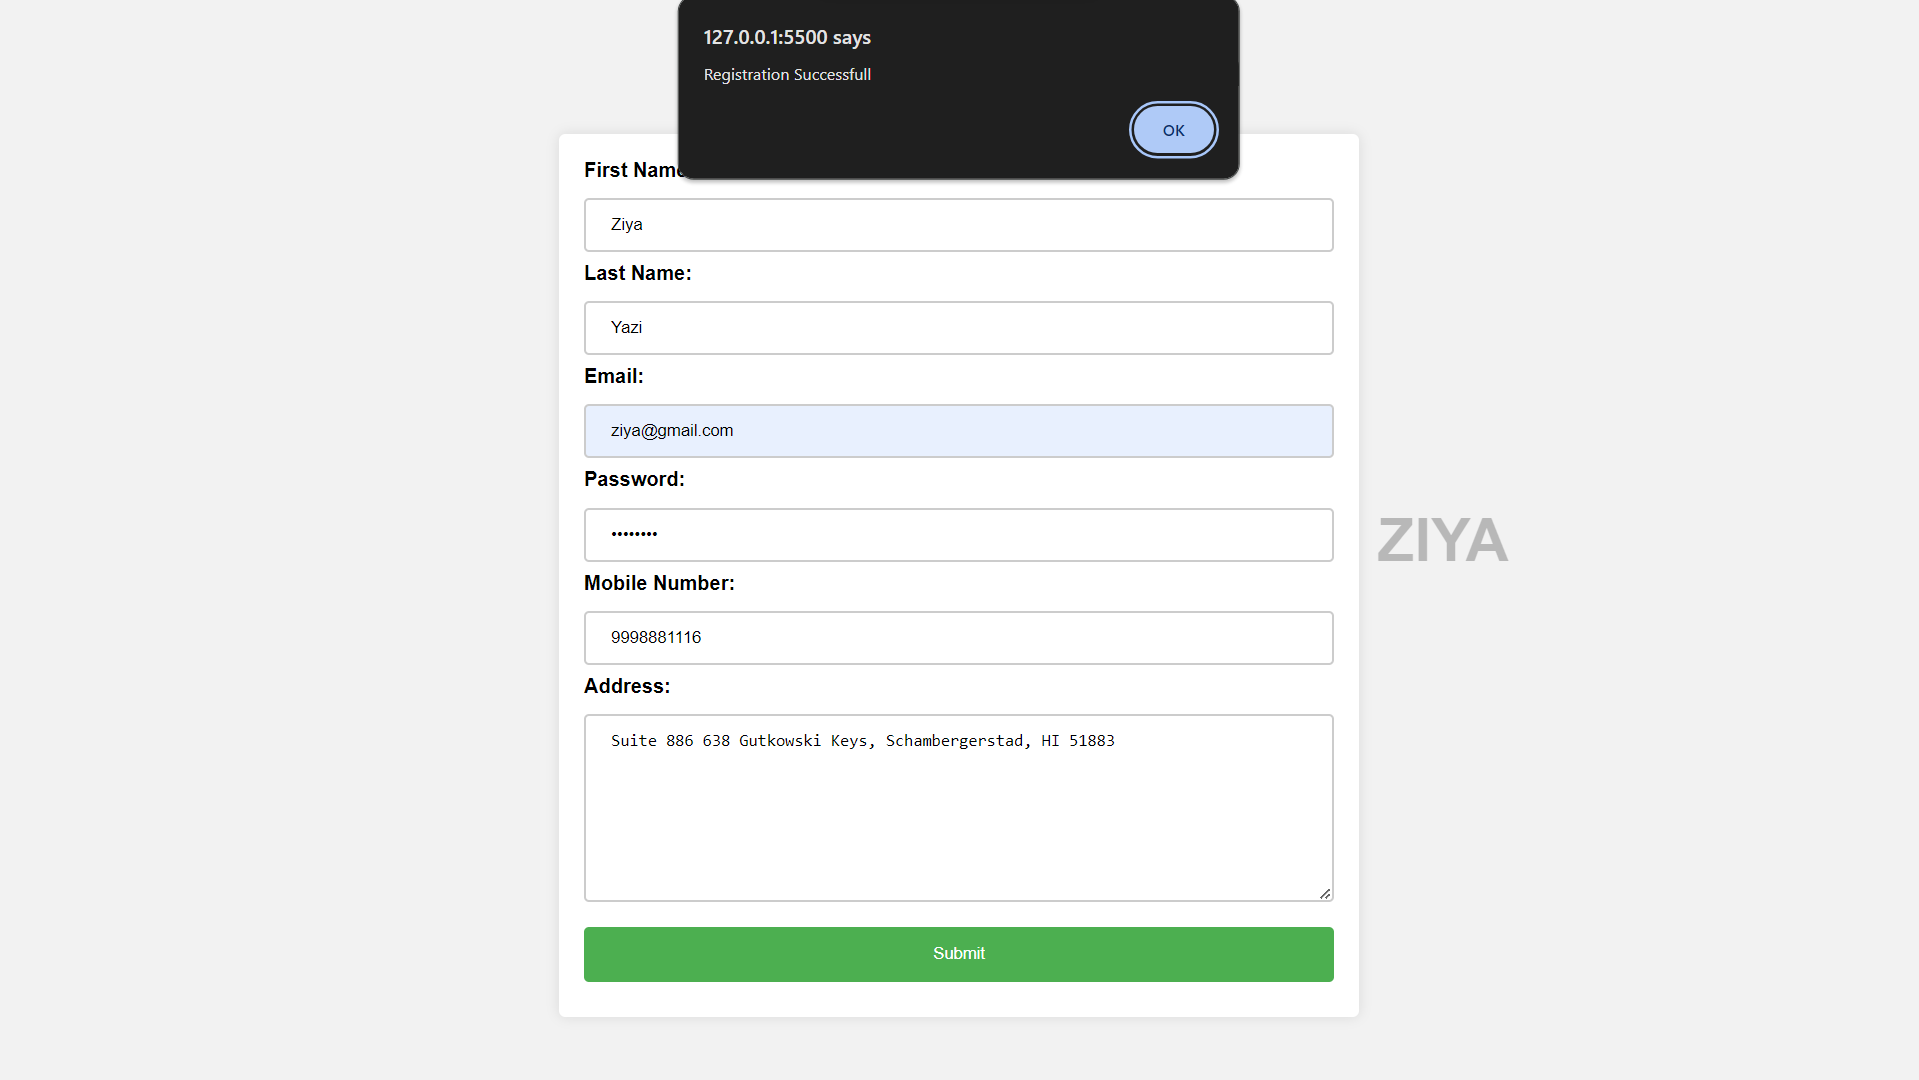 127.0.0.1:5500 says
Registration Successfull
OK
First Name
Ziya
Last Name:
Yazi
Email:
ziya@gmail.com
Password:
••••••••
ZIYA
Mobile Number:
9998881116
Address:
Suite 886 638 Gutkowski Keys, Schambergerstad, HI 51883
Submit